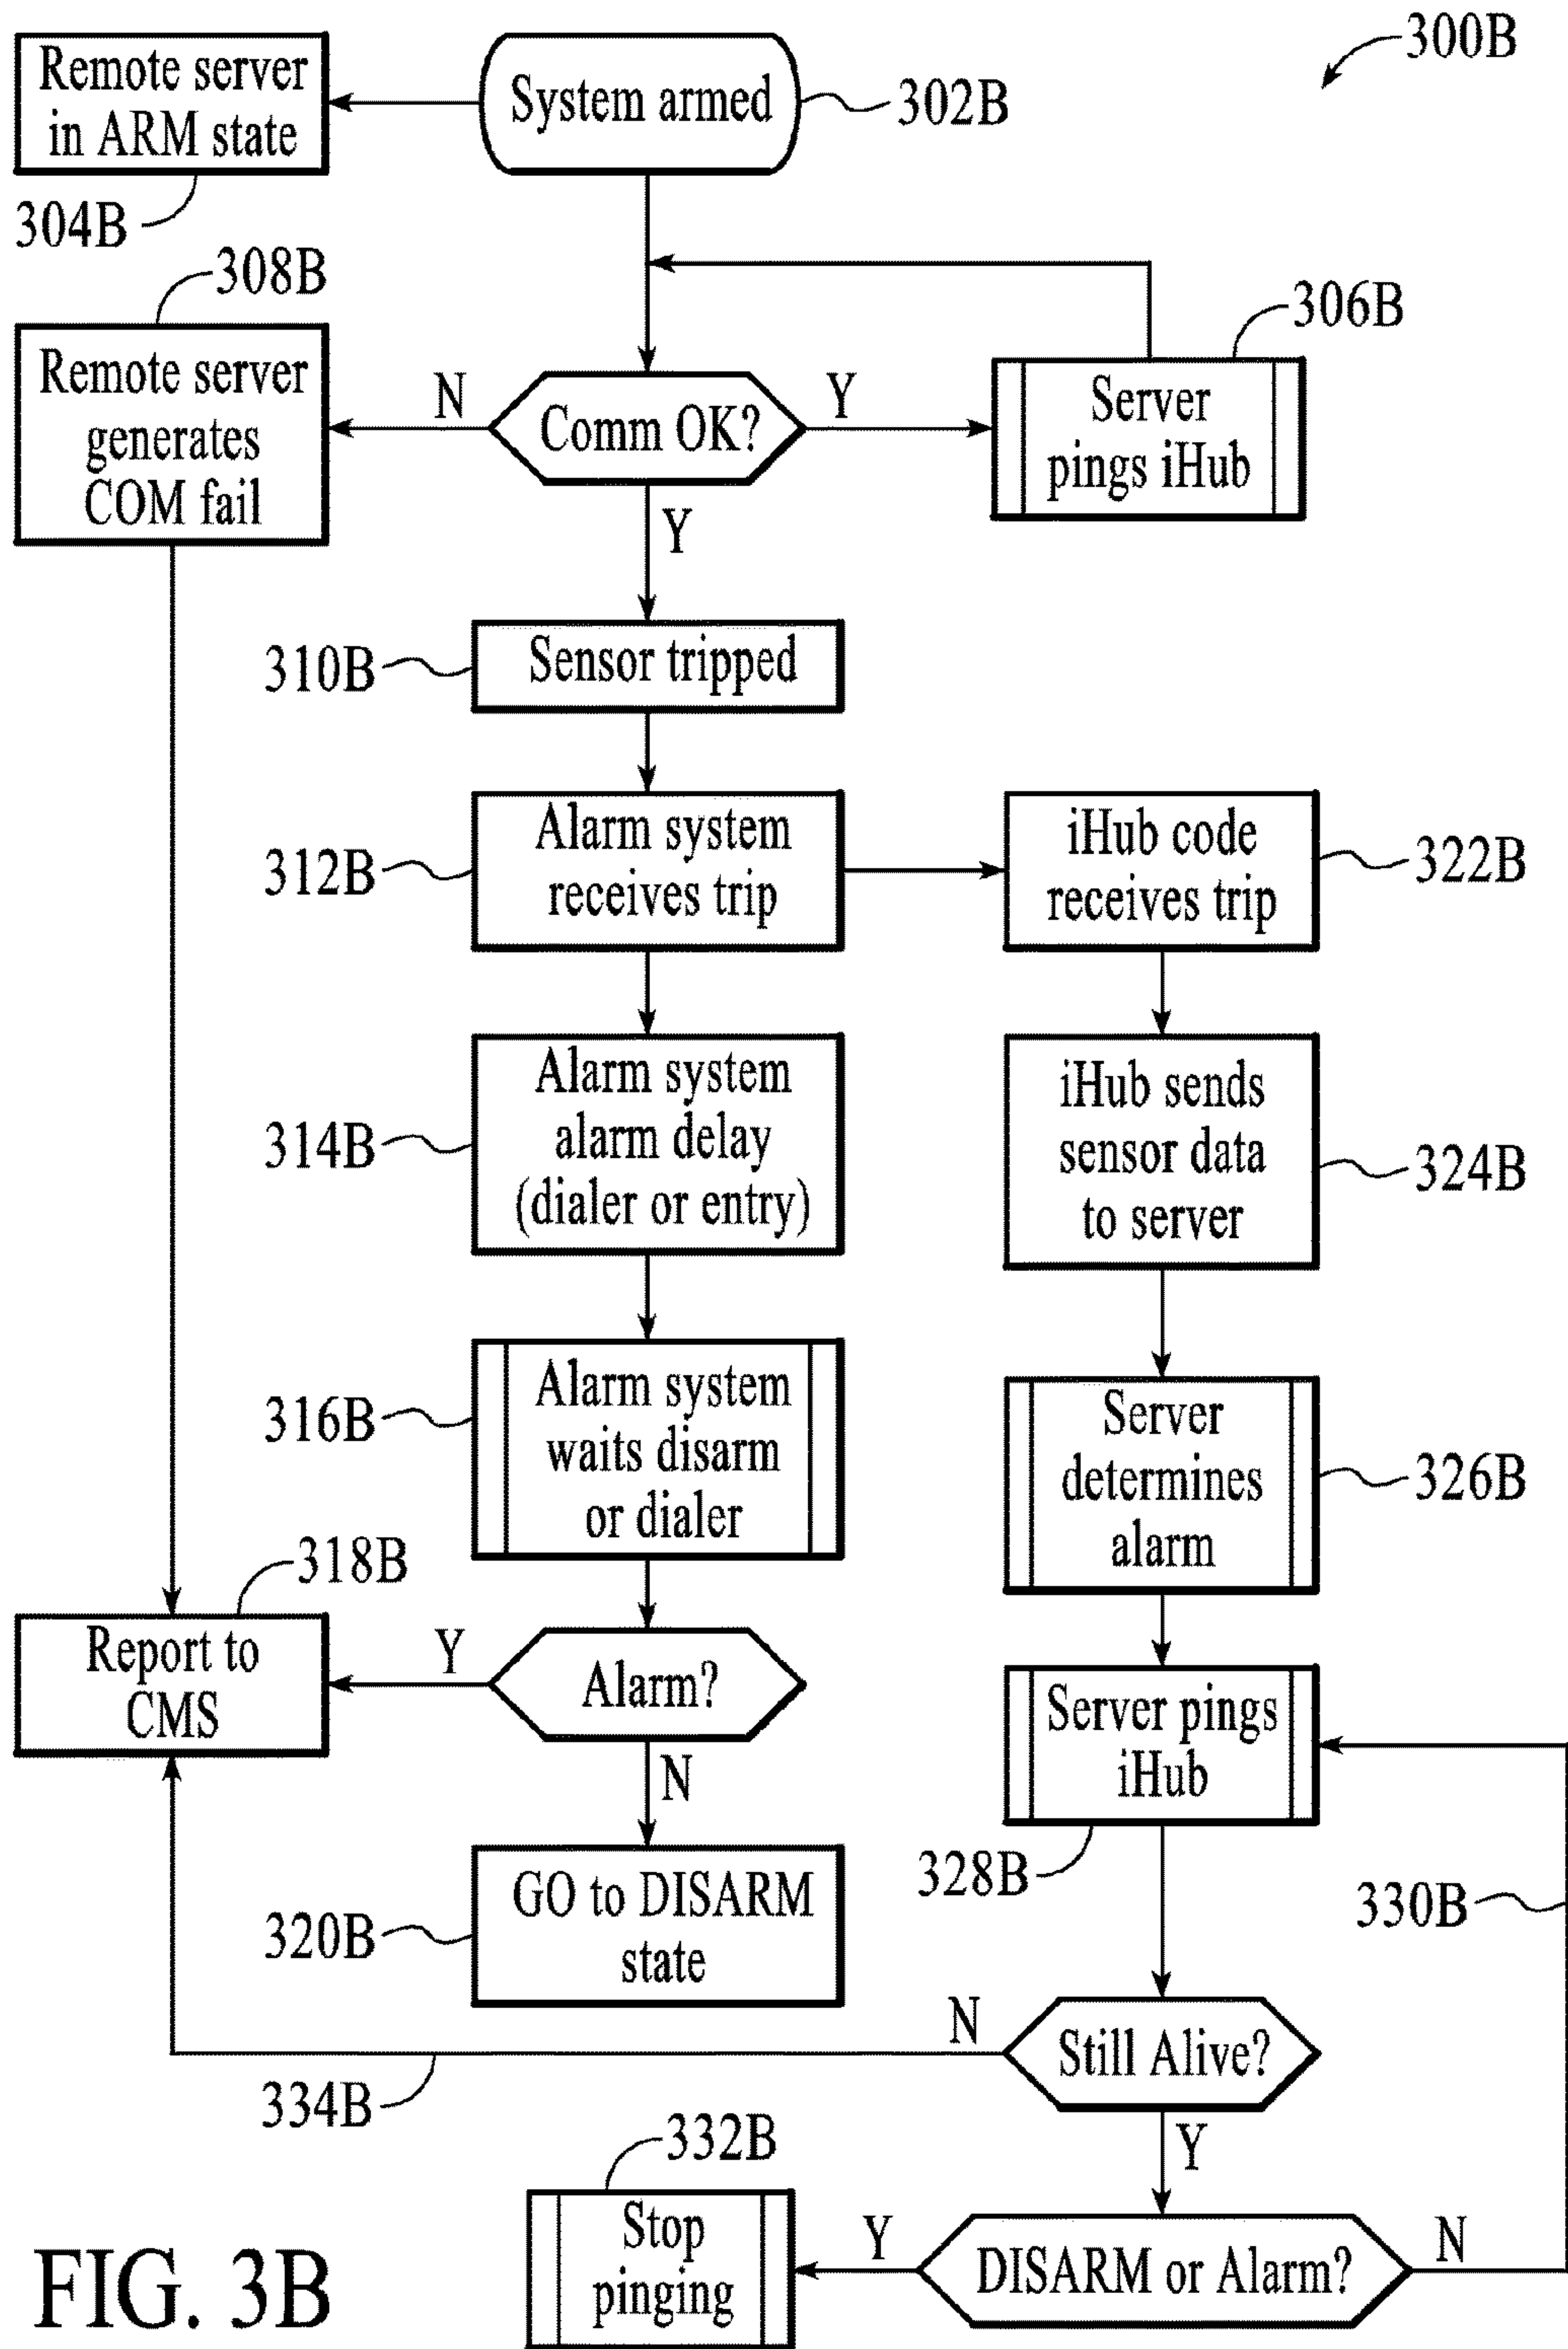 300B
Remote server
in ARM state
System armed
302B
304B
308B
306B
Remote server
generates
COM fail
N
Comm OK?
Y
Server
pings iHub
Y
310B
Sensor tripped
312B
Alarm system
receives trip
iHub code
receives trip
322B
314B
Alarm system
alarm delay
(dialer or entry)
iHub sends
sensor data
to server
324B
316B
Alarm system
waits disarm
or dialer
Server
determines
alarm
326B
318B
Report to
CMS
Y
Alarm?
N
Server pings
iHub
328B
330B
320B
GO to DISARM
state
N
Still Alive?
334B
Y
332B
Stop
pinging
Y
DISARM or Alarm?
N
FIG. 3B